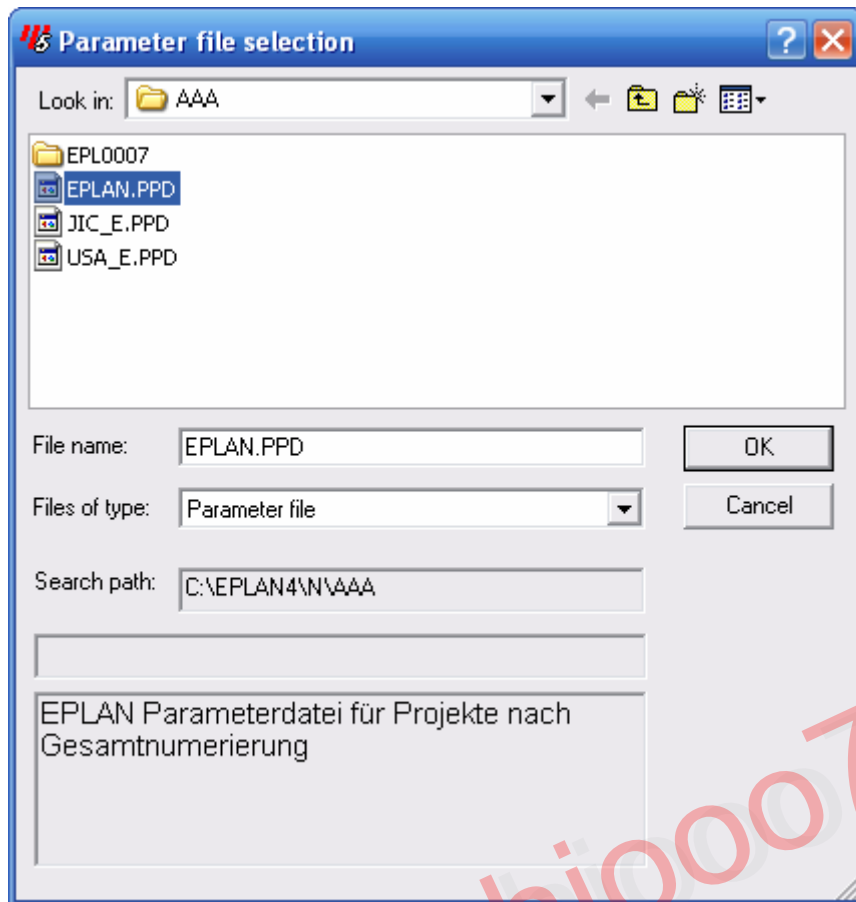 Parameter file selection
Look in: AAA
EPL0007
EPLAN.PPD
JIC_E.PPD
USA_E.PPD
File name: EPLAN.PPD OK
Files of type: Parameter file Cancel
Search path: C:\EPLAN4\N\AAA
EPLAN Parameterdatei für Projekte nach
Gesamtnumerierung